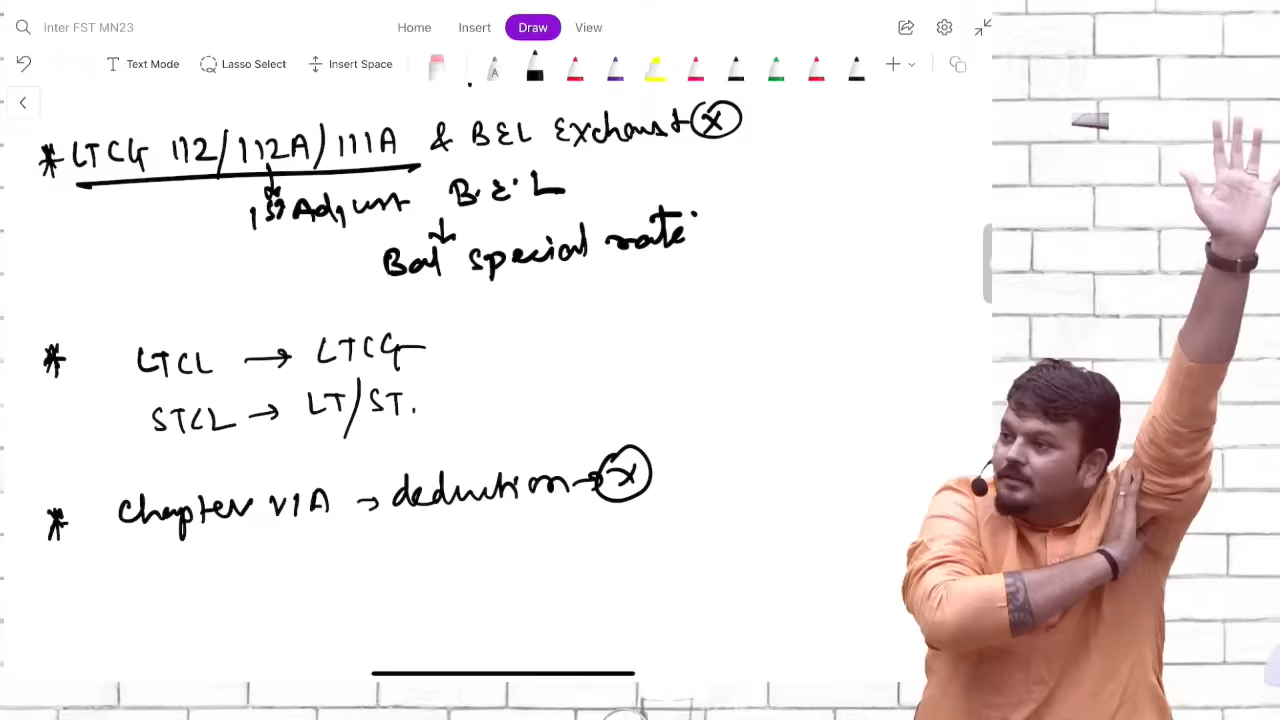 Inter FST MN23
Home Insert Draw View
Text Mode Lasso Select Insert Space
* LTCG 112/112A/111A & BEL Exhaust X
1st Adjust B.E.L
Bal special rate.
* LTCL → LTCG
STCL → LT/ST.
* Chapter VIA → deduction → X